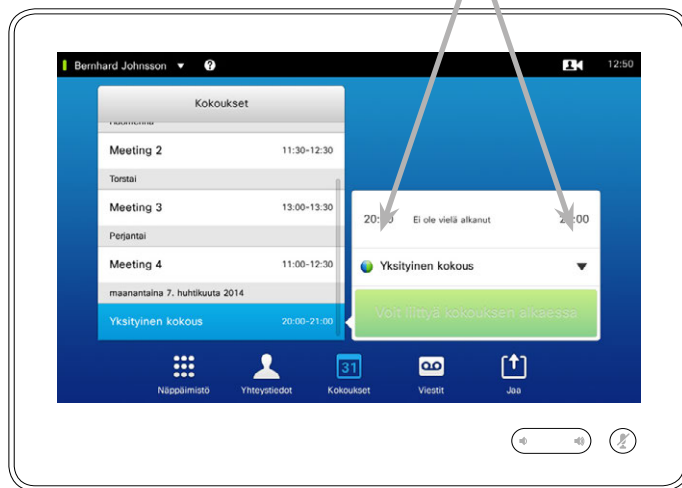 Bernhard Johnsson
?
12:50
Kokoukset
Meeting 2 11:30-12:30
Torstai
Meeting 3 13:00-13:30
Perjantai
Meeting 4 11:00-12:30
maanantaina 7. huhtikuuta 2014
Yksityinen kokous 20:00-21:00
Ei ole vielä alkanut
Yksityinen kokous
Voit liittyä kokouksen alkaessa
31
Näppäimistö Yhteystiedot Kokoukset Viestit Jaa